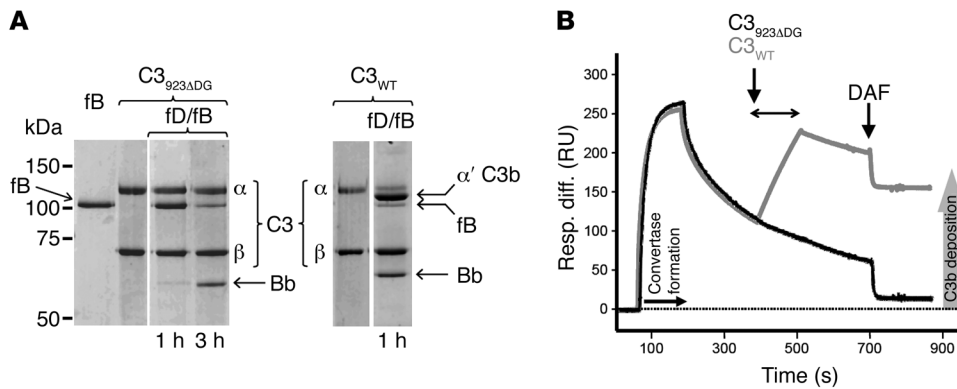 A
C3923ΔDG
fB
fD/fB
kDa
150
fB
100
75
50
α
C3
β
Bb
1 h 3 h
C3WT
fD/fB
α
β
α′ C3b
fB
Bb
1 h
B
C3923ΔDG
C3WT
DAF
Resp. diff. (RU)
300
250
200
150
100
50
0
Convertase
formation
C3b deposition
100 300 500 700 900
Time (s)